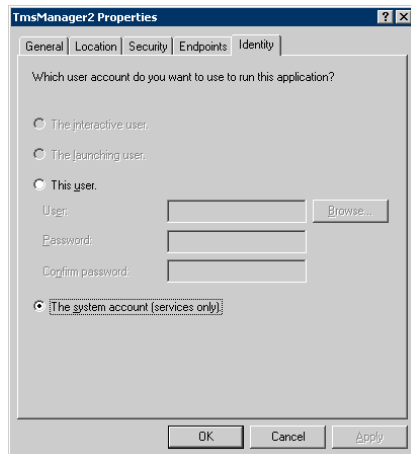 TmsManager2 Properties
General Location Security Endpoints Identity
Which user account do you want to use to run this application?
The interactive user.
The launching user.
This user.
User: Browse...
Password:
Confirm password:
The system account (services only).
OK Cancel Apply